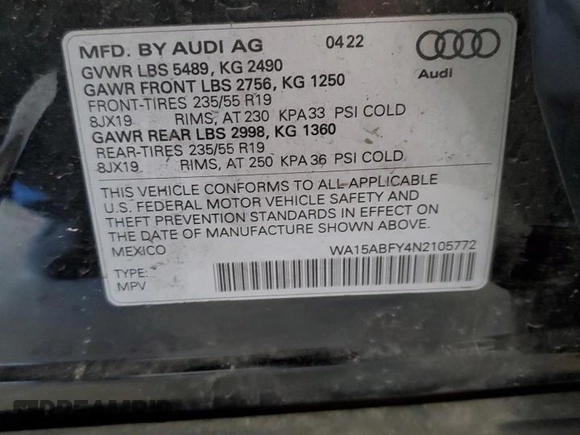 MFD. BY AUDI AG 04 22
GVWR LBS 5489, KG 2490
GAWR FRONT LBS 2756, KG 1250
FRONT-TIRES 235/55 R19
8JX19 RIMS, AT 230 KPA 33 PSI COLD
GAWR REAR LBS 2998, KG 1360
REAR-TIRES 235/55 R19
8JX19 RIMS, AT 250 KPA 36 PSI COLD
Audi
THIS VEHICLE CONFORMS TO ALL APPLICABLE
U.S. FEDERAL MOTOR VEHICLE SAFETY AND
THEFT PREVENTION STANDARDS IN EFFECT ON
DATE OF MANUFACTURE SHOWN ABOVE.
MEXICO WA15ABFY4N2105772
TYPE:
MPV
DREAMBID